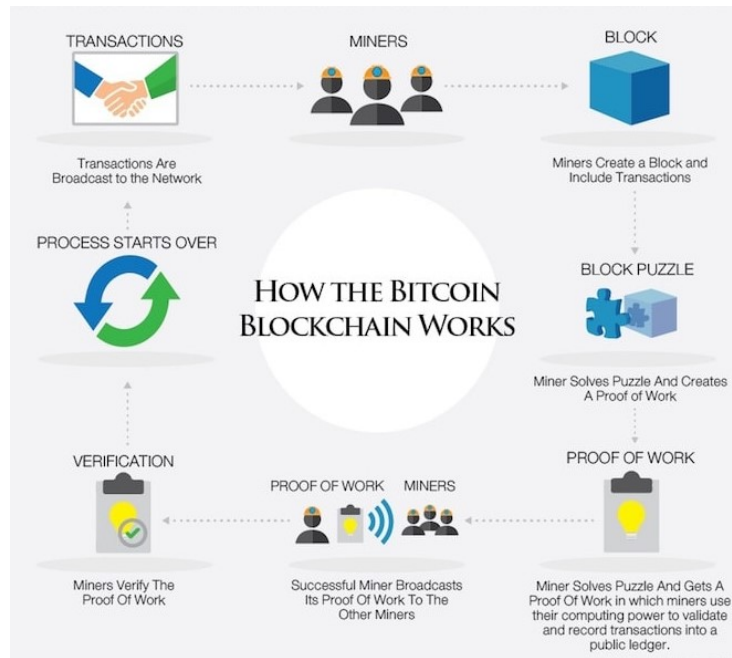 TRANSACTIONS
MINERS
BLOCK
Transactions Are
Broadcast to the Network
Miners Create a Block and
Include Transactions
PROCESS STARTS OVER
HOW THE BITCOIN
BLOCKCHAIN WORKS
BLOCK PUZZLE
Miner Solves Puzzle And Creates
A Proof of Work
VERIFICATION
PROOF OF WORK
MINERS
PROOF OF WORK
Miners Verify The
Proof Of Work
Successful Miner Broadcasts
Its Proof Of Work To The
Other Miners
Miner Solves Puzzle And Gets A
Proof Of Work in which miners use
their computing power to validate
and record transactions into a
public ledger.